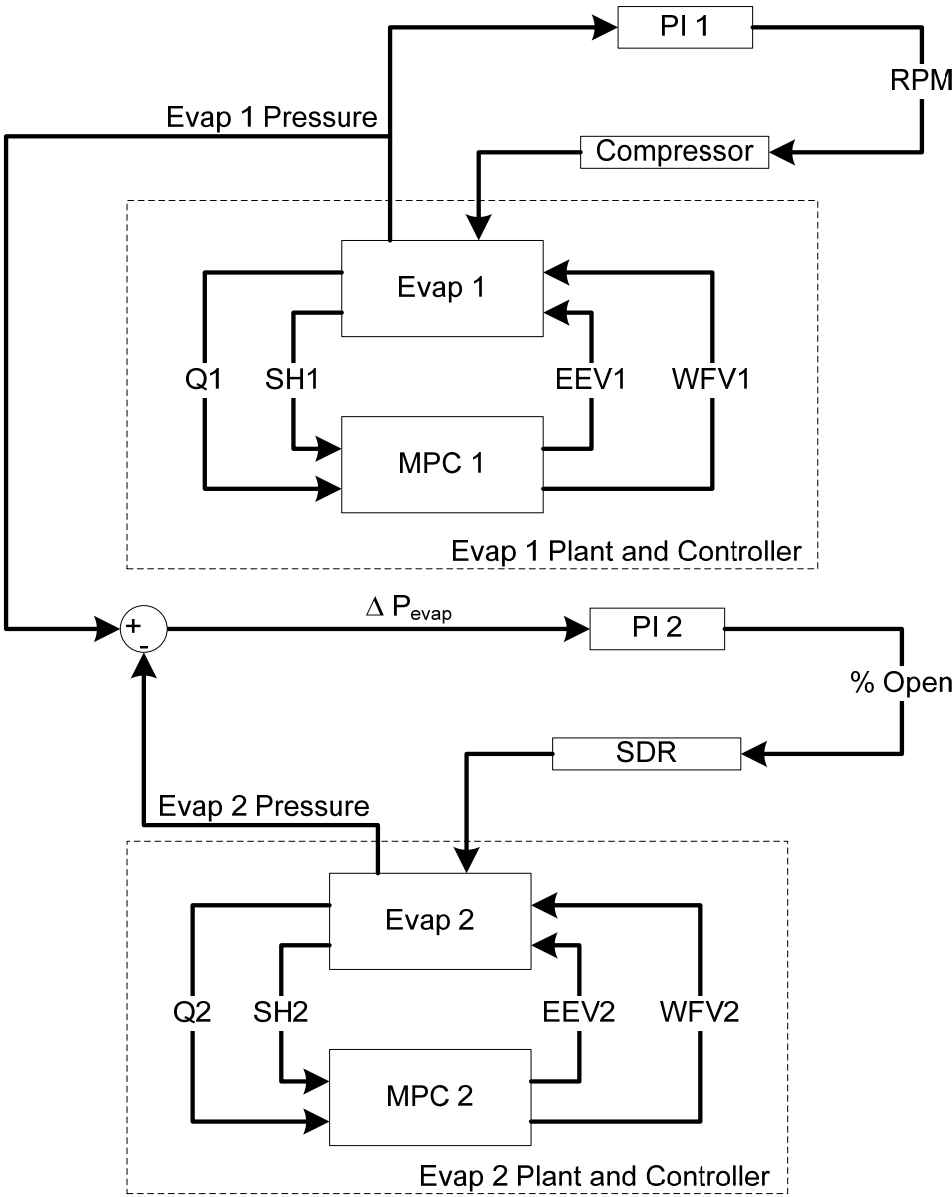 PI 1
RPM
Evap 1 Pressure
Compressor
Evap 1
Q1
SH1
EEV1
WFV1
MPC 1
Evap 1 Plant and Controller
Δ Pevap
+
-
PI 2
% Open
SDR
Evap 2 Pressure
Evap 2
Q2
SH2
EEV2
WFV2
MPC 2
Evap 2 Plant and Controller